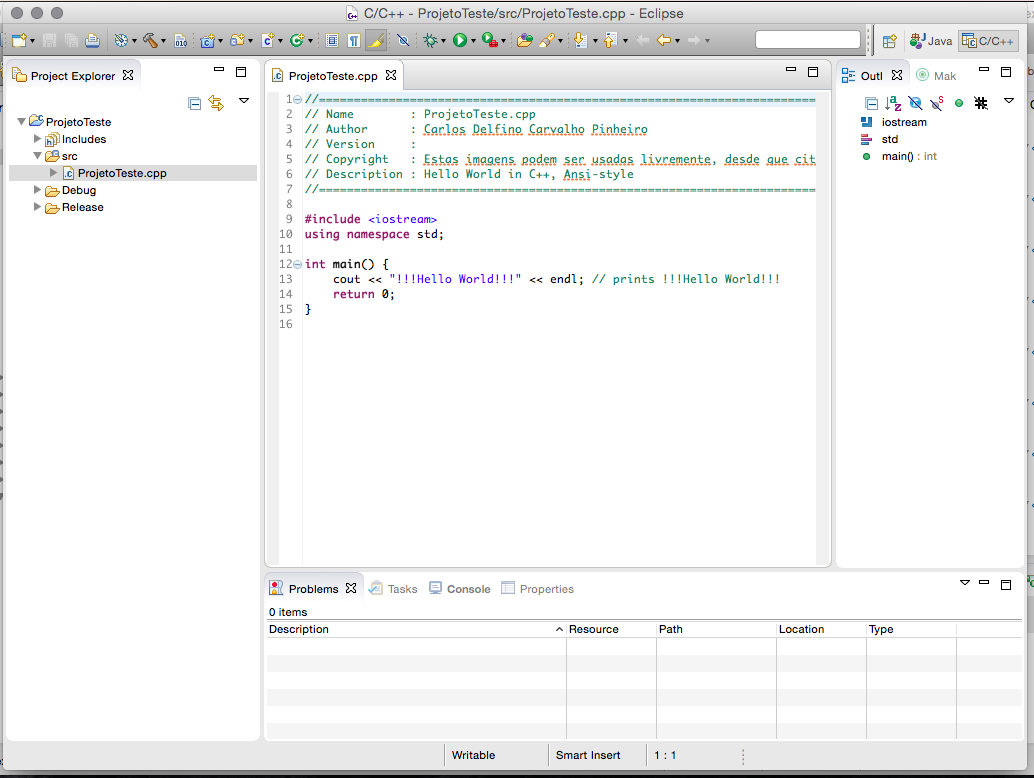 C/C++ - ProjetoTeste/src/ProjetoTeste.cpp - Eclipse
010
Java
C/C++
Project Explorer
ProjetoTeste
Includes
src
ProjetoTeste.cpp
Debug
Release
ProjetoTeste.cpp
1 //=======================================================================
2 // Name        : ProjetoTeste.cpp
3 // Author      : Carlos Delfino Carvalho Pinheiro
4 // Version     :
5 // Copyright   : Estas imagens podem ser usadas livremente, desde que cit
6 // Description : Hello World in C++, Ansi-style
7 //=======================================================================
8
9 #include <iostream>
10 using namespace std;
11
12 int main() {
13     cout << "!!!Hello World!!!" << endl; // prints !!!Hello World!!!
14     return 0;
15 }
16
Outl
Mak
iostream
std
main() : int
Problems
Tasks
Console
Properties
0 items
Description Resource Path Location Type
Writable Smart Insert 1 : 1